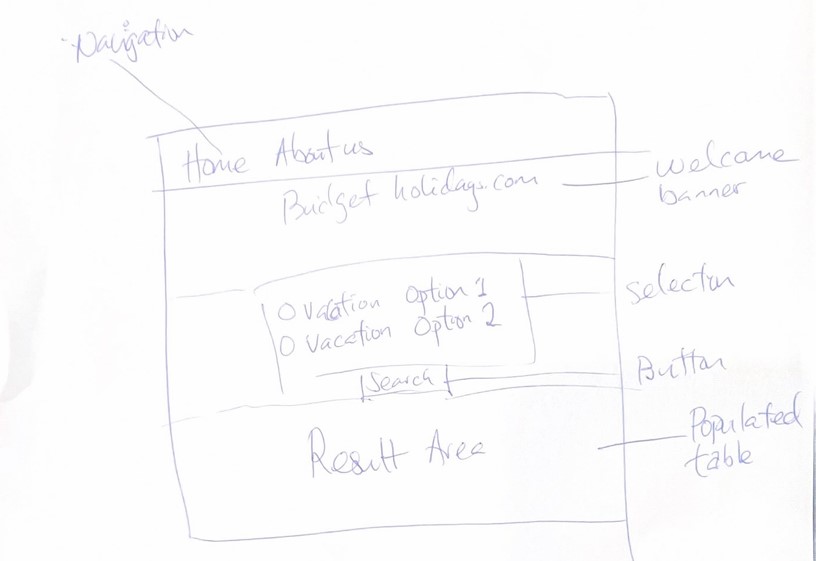 Navigation
Home About us
Budget holidays.com
welcome
banner
O Vacation Option 1
O Vacation Option 2
selection
Search
Button
Result Area
Populated
table